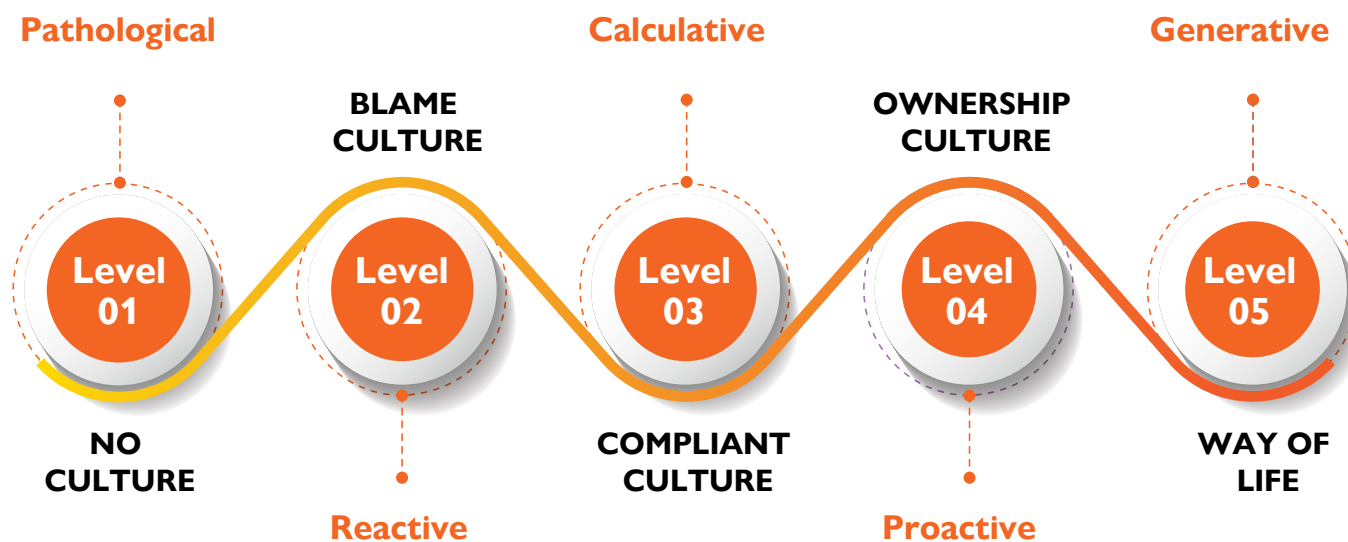 Pathological
Calculative
Generative
BLAME
CULTURE
OWNERSHIP
CULTURE
Level
01
Level
02
Level
03
Level
04
Level
05
NO
CULTURE
COMPLIANT
CULTURE
WAY OF
LIFE
Reactive
Proactive